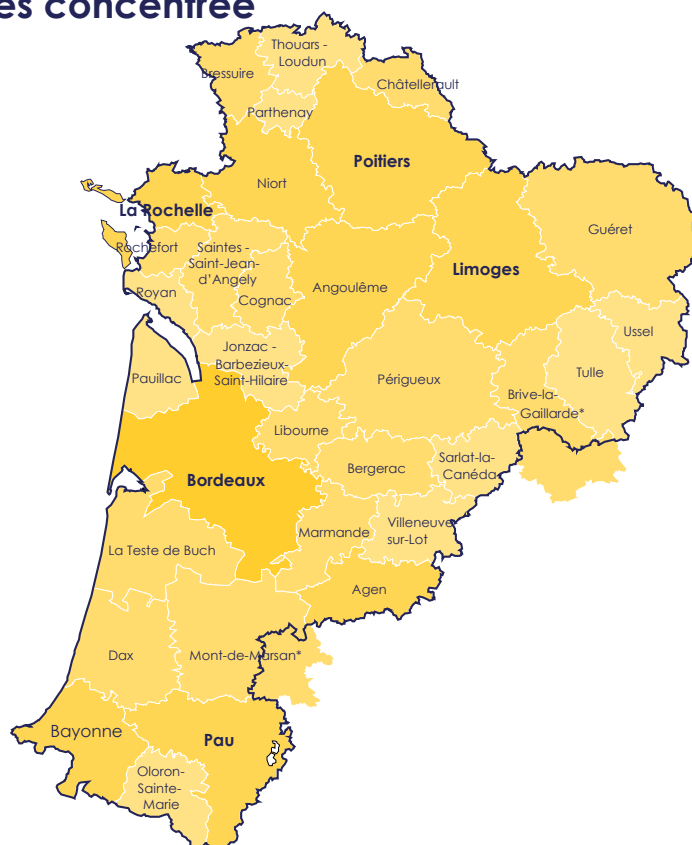 es concentrée
Thouars -
Loudun
Bressuire
Châtellerault
Parthenay
Poitiers
Niort
La Rochelle
Guéret
Rochefort
Saintes -
Saint-Jean-
d'Angely
Limoges
Royan
Cognac
Angoulême
Ussel
Jonzac -
Barbezieux-
Saint-Hilaire
Pauillac
Périgueux
Tulle
Brive-la-
Gaillarde*
Libourne
Bergerac
Sarlat-la-
Canéda
Bordeaux
Marmande
Villeneuve
sur-Lot
La Teste de Buch
Agen
Dax
Mont-de-Marsan*
Bayonne
Pau
Oloron-
Sainte-
Marie